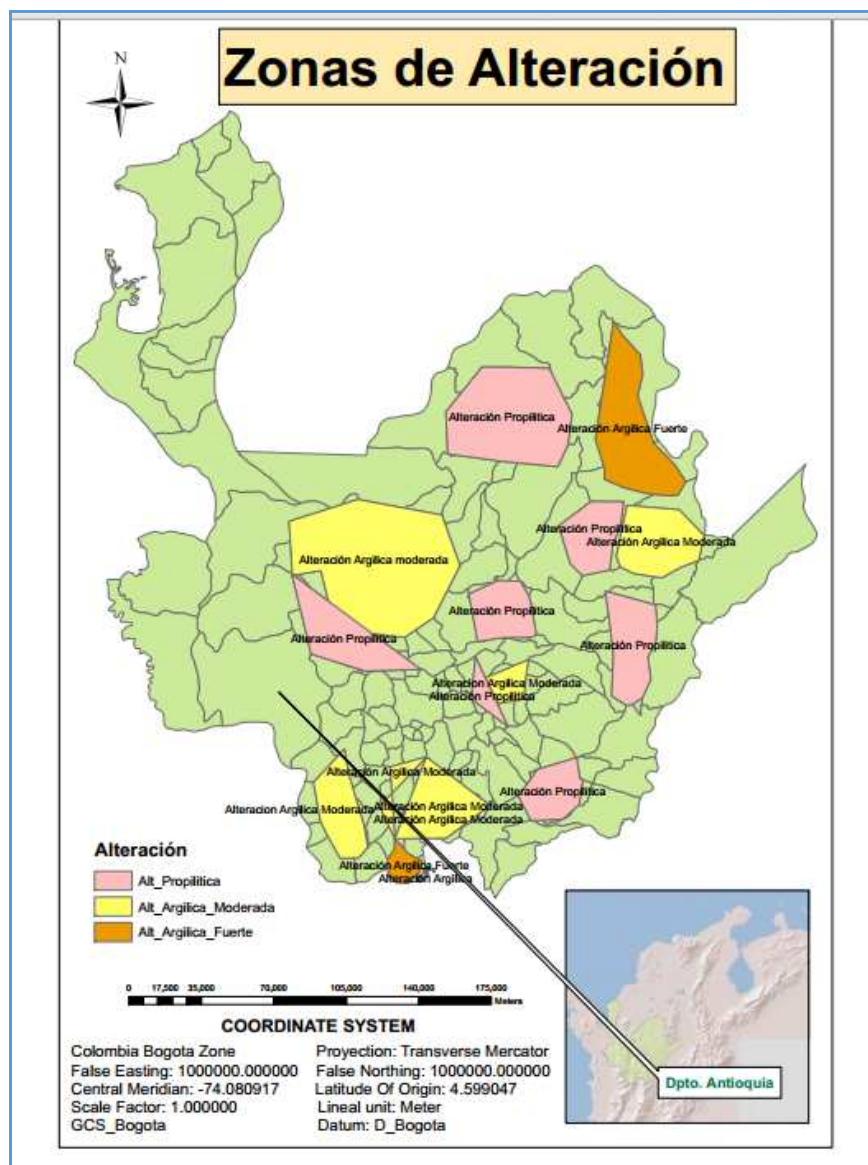 Zonas de Alteración
N
Alteración Propilitica
Alteración Argilica Fuerte
Alteración Propilitica
Alteración Argilica Moderada
Alteración Argilica moderada
Alteración Propilitica
Alteración Propilitica
Alteración Propilitica
Alteracion Argilica Moderada
Alteración Propilitica
Alteración Argilica Moderada
Alteración Propilitica
Alteracion Argilica Moderada
Alteración Argilica Moderada
Alteración Argilica Moderada
Alteración Argilica Fuerte
Alteración Argilica
Alteración
Alt_Propilitica
Alt_Argilica_Moderada
Alt_Argilica_Fuerte
0 17,500 35,000 70,000 105,000 140,000 175,000
Meters
COORDINATE SYSTEM
Colombia Bogota Zone Proyection: Transverse Mercator
False Easting: 1000000.000000 False Northing: 1000000.000000
Central Meridian: -74.080917 Latitude Of Origin: 4.599047
Scale Factor: 1.000000 Lineal unit: Meter
GCS_Bogota Datum: D_Bogota
Dpto. Antioquia